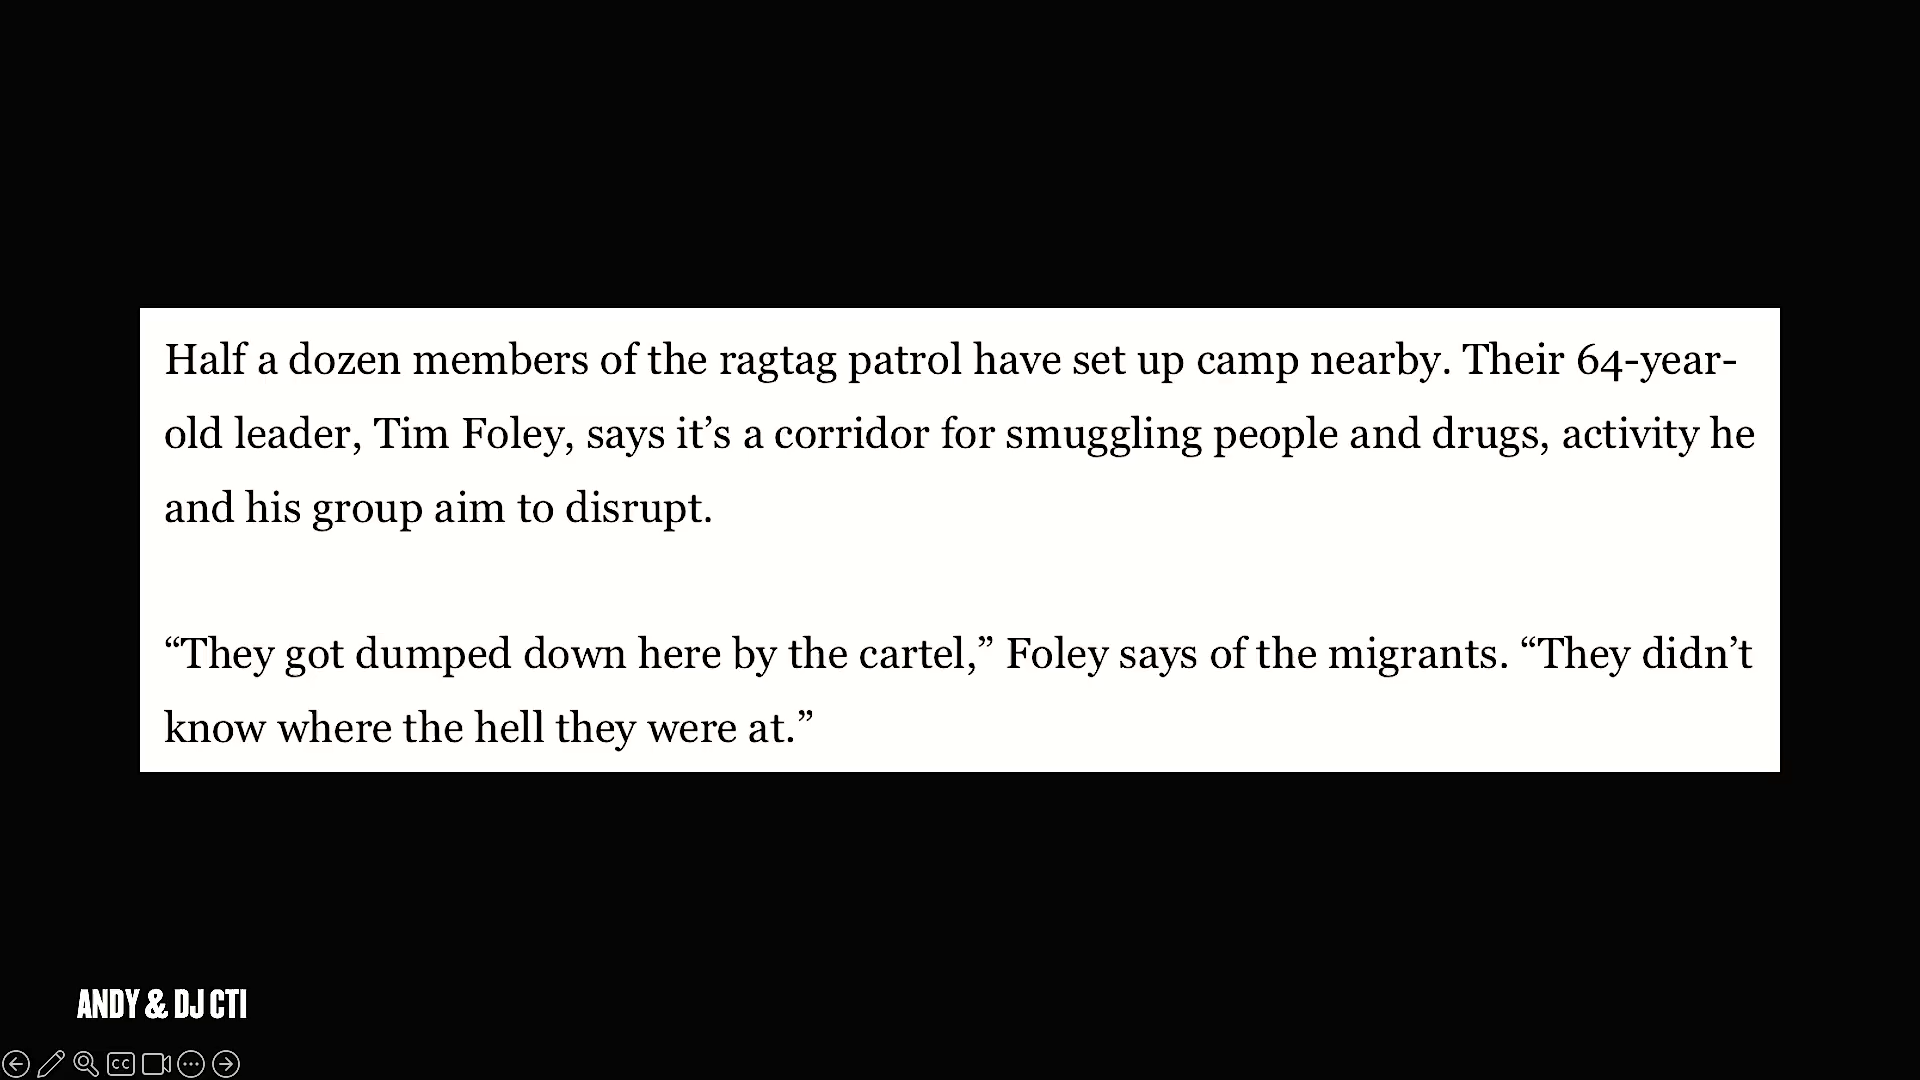 Half a dozen members of the ragtag patrol have set up camp nearby. Their 64-year-
old leader, Tim Foley, says it’s a corridor for smuggling people and drugs, activity he
and his group aim to disrupt.
“They got dumped down here by the cartel,” Foley says of the migrants. “They didn’t
know where the hell they were at.”
ANDY & DJ CTI
CC